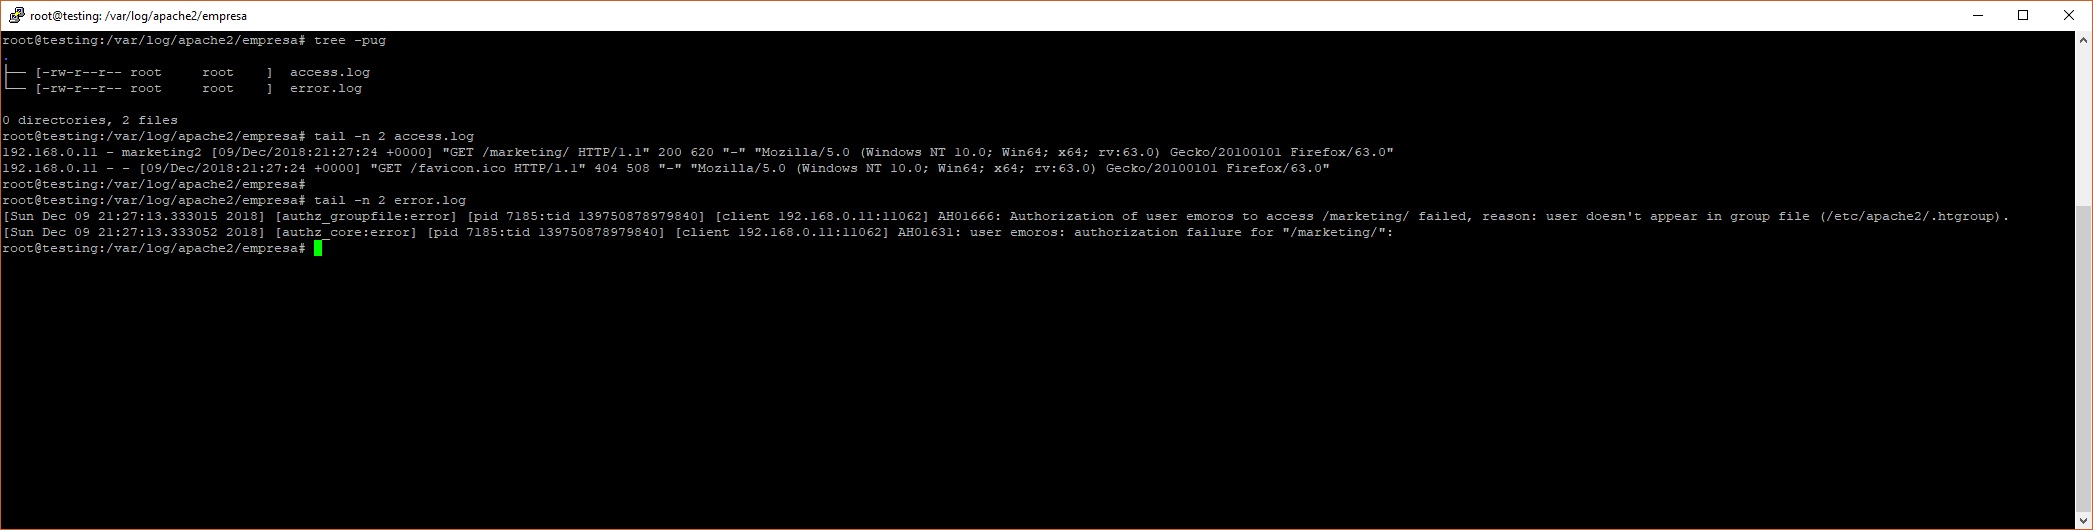 root@testing: /var/log/apache2/empresa
root@testing:/var/log/apache2/empresa# tree -pug
.
├── [-rw-r--r-- root     root    ]  access.log
└── [-rw-r--r-- root     root    ]  error.log
0 directories, 2 files
root@testing:/var/log/apache2/empresa# tail -n 2 access.log
192.168.0.11 - marketing2 [09/Dec/2018:21:27:24 +0000] "GET /marketing/ HTTP/1.1" 200 620 "-" "Mozilla/5.0 (Windows NT 10.0; Win64; x64; rv:63.0) Gecko/20100101 Firefox/63.0"
192.168.0.11 - - [09/Dec/2018:21:27:24 +0000] "GET /favicon.ico HTTP/1.1" 404 508 "-" "Mozilla/5.0 (Windows NT 10.0; Win64; x64; rv:63.0) Gecko/20100101 Firefox/63.0"
root@testing:/var/log/apache2/empresa#
root@testing:/var/log/apache2/empresa# tail -n 2 error.log
[Sun Dec 09 21:27:13.333015 2018] [authz_groupfile:error] [pid 7185:tid 139750878979840] [client 192.168.0.11:11062] AH01666: Authorization of user emoros to access /marketing/ failed, reason: user doesn't appear in group file (/etc/apache2/.htgroup).
[Sun Dec 09 21:27:13.333052 2018] [authz_core:error] [pid 7185:tid 139750878979840] [client 192.168.0.11:11062] AH01631: user emoros: authorization failure for "/marketing/":
root@testing:/var/log/apache2/empresa#